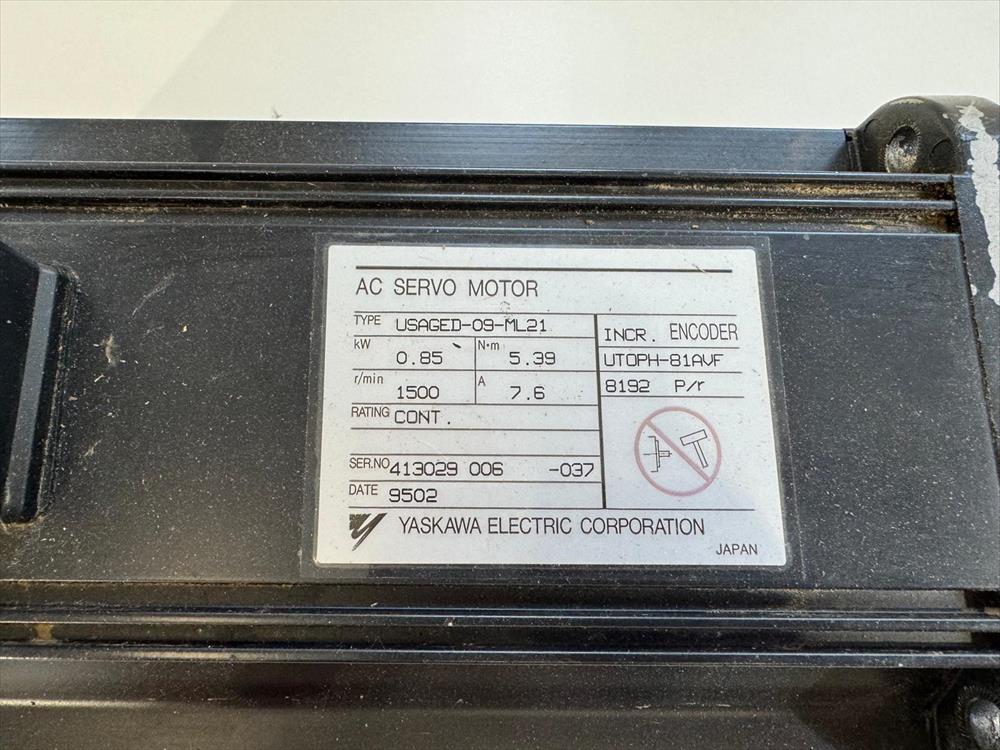 AC SERVO MOTOR
TYPE USAGED-09-ML21
kW 0.85 N·m 5.39
r/min 1500 A 7.6
RATING CONT.
SER.NO 413029 006 -037
DATE 9502
INCR. ENCODER
UTOPH-81AVF
8192 P/r
YASKAWA ELECTRIC CORPORATION
JAPAN